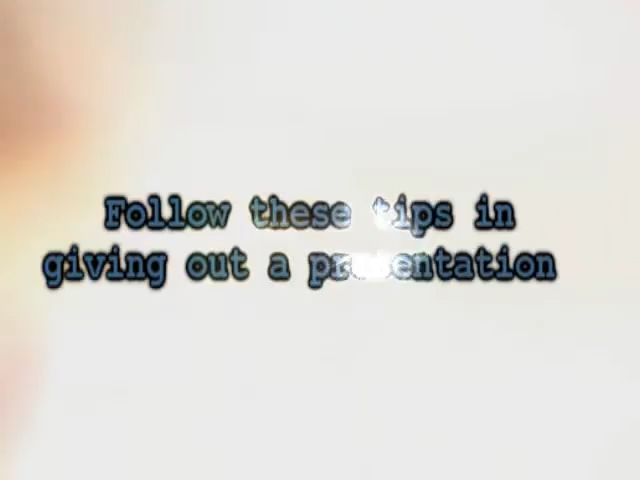 Follow these tips in
giving out a presentation